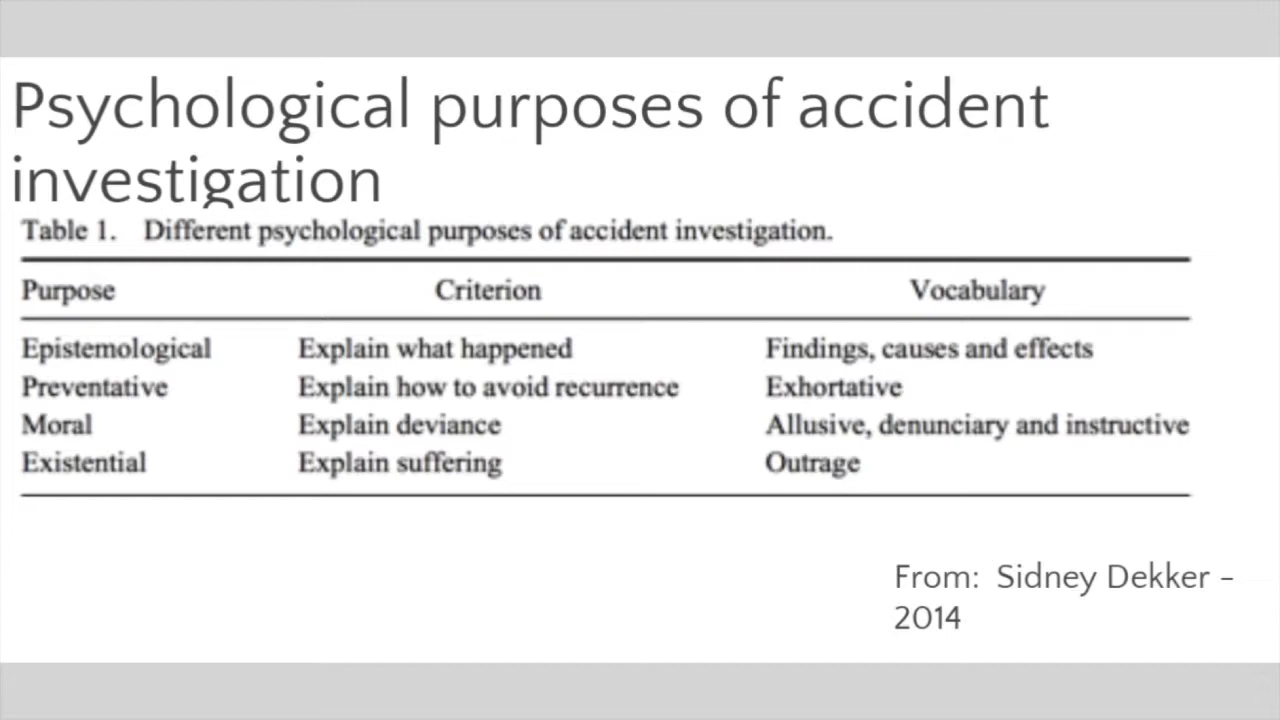 Psychological purposes of accident
investigation
Table 1. Different psychological purposes of accident investigation.
Purpose Criterion Vocabulary
Epistemological Explain what happened Findings, causes and effects
Preventative Explain how to avoid recurrence Exhortative
Moral Explain deviance Allusive, denunciary and instructive
Existential Explain suffering Outrage
From: Sidney Dekker –
2014